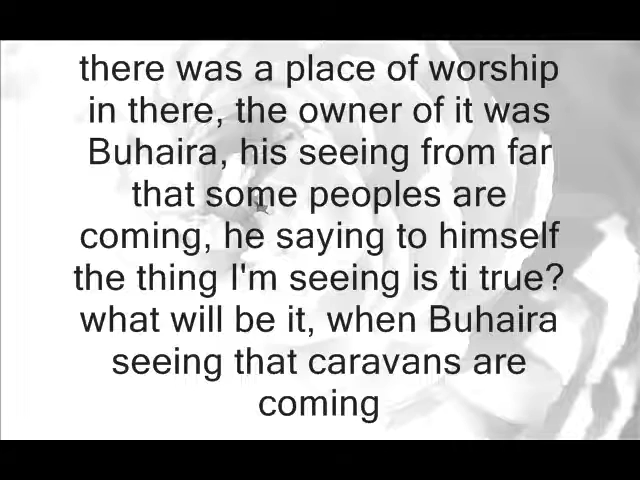 there was a place of worship
in there, the owner of it was
Buhaira, his seeing from far
that some peoples are
coming, he saying to himself
the thing I'm seeing is ti true?
what will be it, when Buhaira
seeing that caravans are
coming